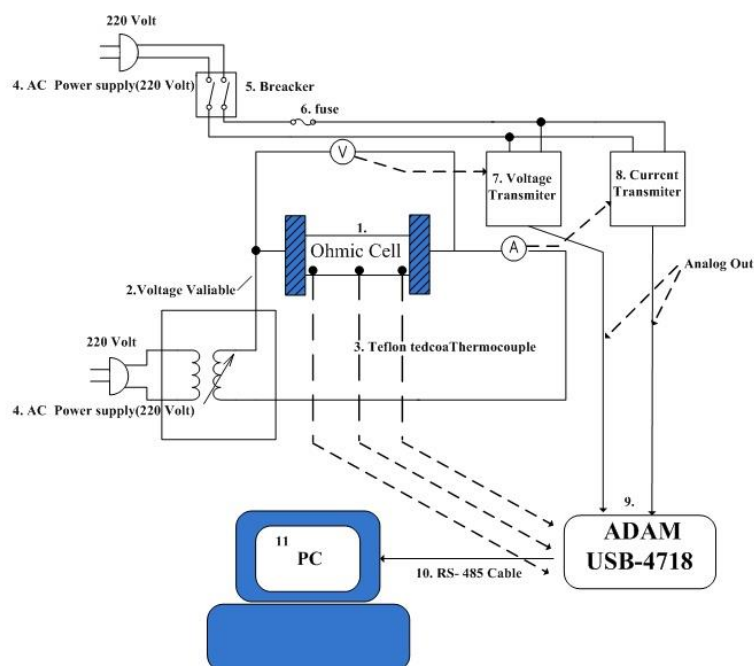 220 Volt
4. AC Power supply(220 Volt)
5. Breacker
6. fuse
V
7. Voltage
Transmiter
8. Current
Transmiter
1.
Ohmic Cell
A
2.Voltage Valiable
Analog Out
220 Volt
3. Teflon tedcoaThermocouple
4. AC Power supply(220 Volt)
9.
ADAM
USB-4718
11
PC
10. RS- 485 Cable